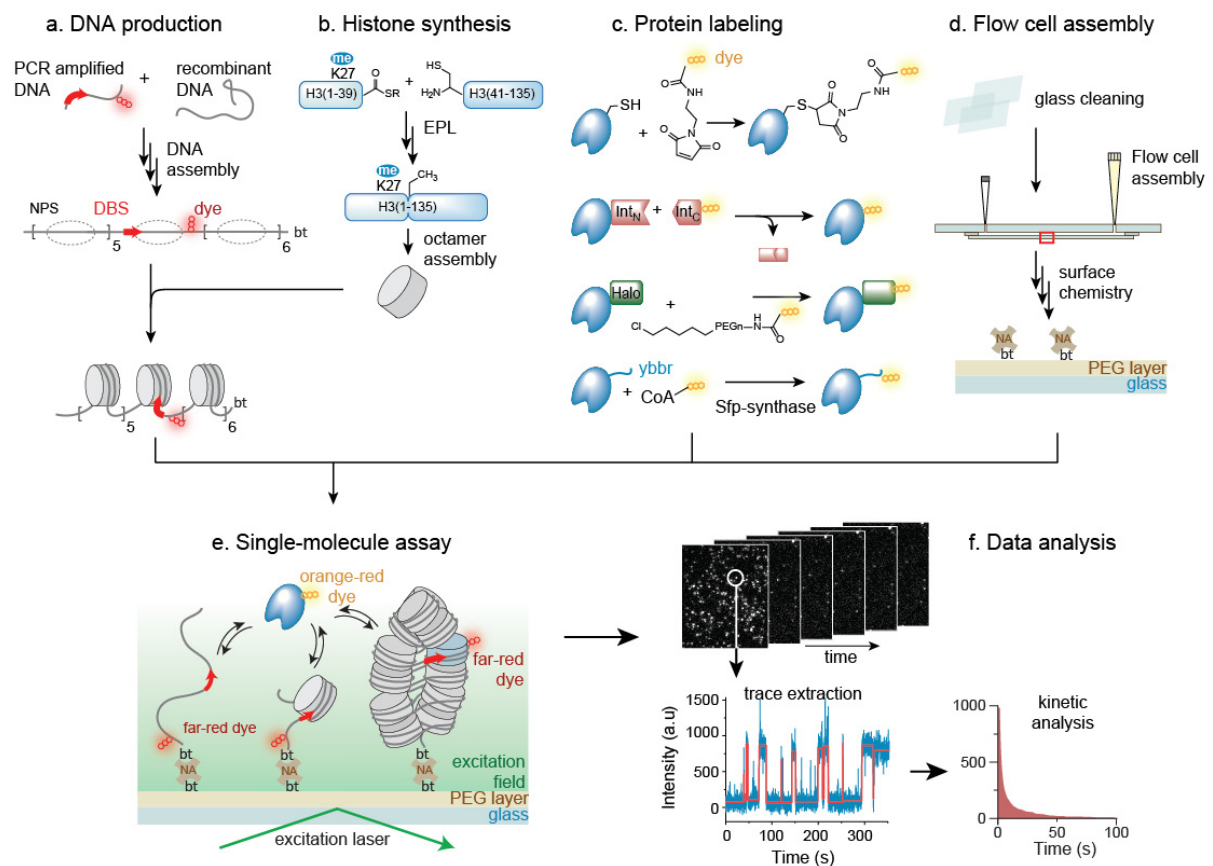 a. DNA production
PCR amplified
DNA
+
recombinant
DNA
DNA
assembly
NPS
DBS
dye
[
]
5
[
]
6
bt
[
]
5
[
]
6
bt
b. Histone synthesis
me
K27
H3(1-39)
O
SR
+
HS
H₂N
H3(41-135)
EPL
me
K27
CH₃
H3(1-135)
octamer
assembly
c. Protein labeling
dye
SH
+
O
NH
O
N
O
S
O
N
O
H
N
O
IntN
+
IntC
Halo
+
Cl
PEGn
N
H
O
ybbr
+
CoA
Sfp-synthase
d. Flow cell assembly
glass cleaning
Flow cell
assembly
surface
chemistry
NA
bt
NA
bt
PEG layer
glass
e. Single-molecule assay
orange-red
dye
far-red
dye
far-red dye
bt
NA
bt
bt
NA
bt
bt
NA
bt
excitation
field
PEG layer
glass
excitation laser
f. Data analysis
time
trace extraction
Intensity (a.u)
1500
1000
500
0
0
100
200
300
Time (s)
kinetic
analysis
1000
500
0
0
50
100
Time (s)